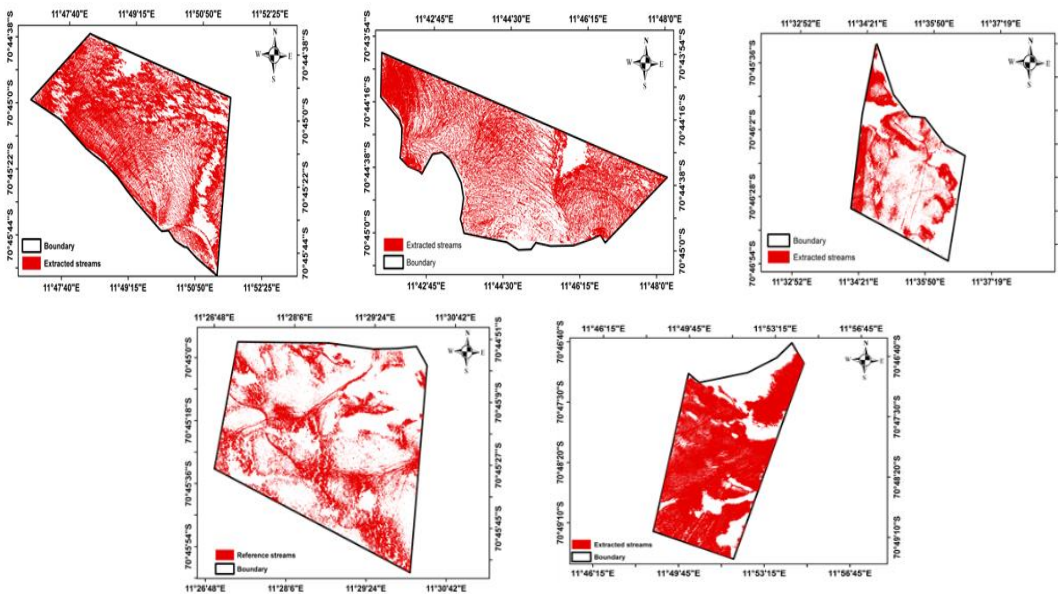 11°47'40"E 11°49'15"E 11°50'50"E 11°52'25"E
70°44'38"S 70°45'0"S 70°45'22"S 70°45'44"S
N
W E
S
70°44'38"S 70°45'0"S 70°45'22"S 70°45'44"S
Boundary
Extracted streams
11°47'40"E 11°49'15"E 11°50'50"E 11°52'25"E
11°42'45"E 11°44'30"E 11°46'15"E 11°48'0"E
70°43'54"S 70°44'16"S 70°44'38"S 70°45'0"S
N
W E
S
70°43'54"S 70°44'16"S 70°44'38"S 70°45'0"S
Extracted streams
Boundary
11°42'45"E 11°44'30"E 11°46'15"E 11°48'0"E
11°32'52"E 11°34'21"E 11°35'50"E 11°37'19"E
70°45'36"S 70°46'2"S 70°46'28"S 70°46'54"S
N
W E
S
70°45'36"S 70°46'2"S 70°46'28"S 70°46'54"S
Boundary
Extracted streams
11°32'52"E 11°34'21"E 11°35'50"E 11°37'19"E
11°26'48"E 11°28'6"E 11°29'24"E 11°30'42"E
70°45'0"S 70°45'18"S 70°45'36"S 70°45'54"S
N
W E
S
70°44'51"S 70°45'9"S 70°45'27"S 70°45'45"S
Reference streams
Boundary
11°26'48"E 11°28'6"E 11°29'24"E 11°30'42"E
11°46'15"E 11°49'45"E 11°53'15"E 11°56'45"E
70°46'40"S 70°47'30"S 70°48'20"S 70°49'10"S
N
W E
S
70°46'40"S 70°47'30"S 70°48'20"S 70°49'10"S
Extracted streams
Boundary
11°46'15"E 11°49'45"E 11°53'15"E 11°56'45"E